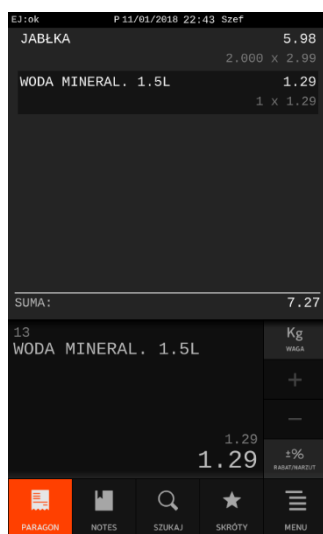 EJ:ok P 11/01/2018 22:43 Szef
JABŁKA 5.98
2.000 x 2.99
WODA MINERAL. 1.5L 1.29
1 x 1.29
SUMA: 7.27
13
WODA MINERAL. 1.5L
Kg
WAGA
+
−
1.29
1.29
±%
RABAT/NARZUT
PARAGON NOTES SZUKAJ SKRÓTY MENU